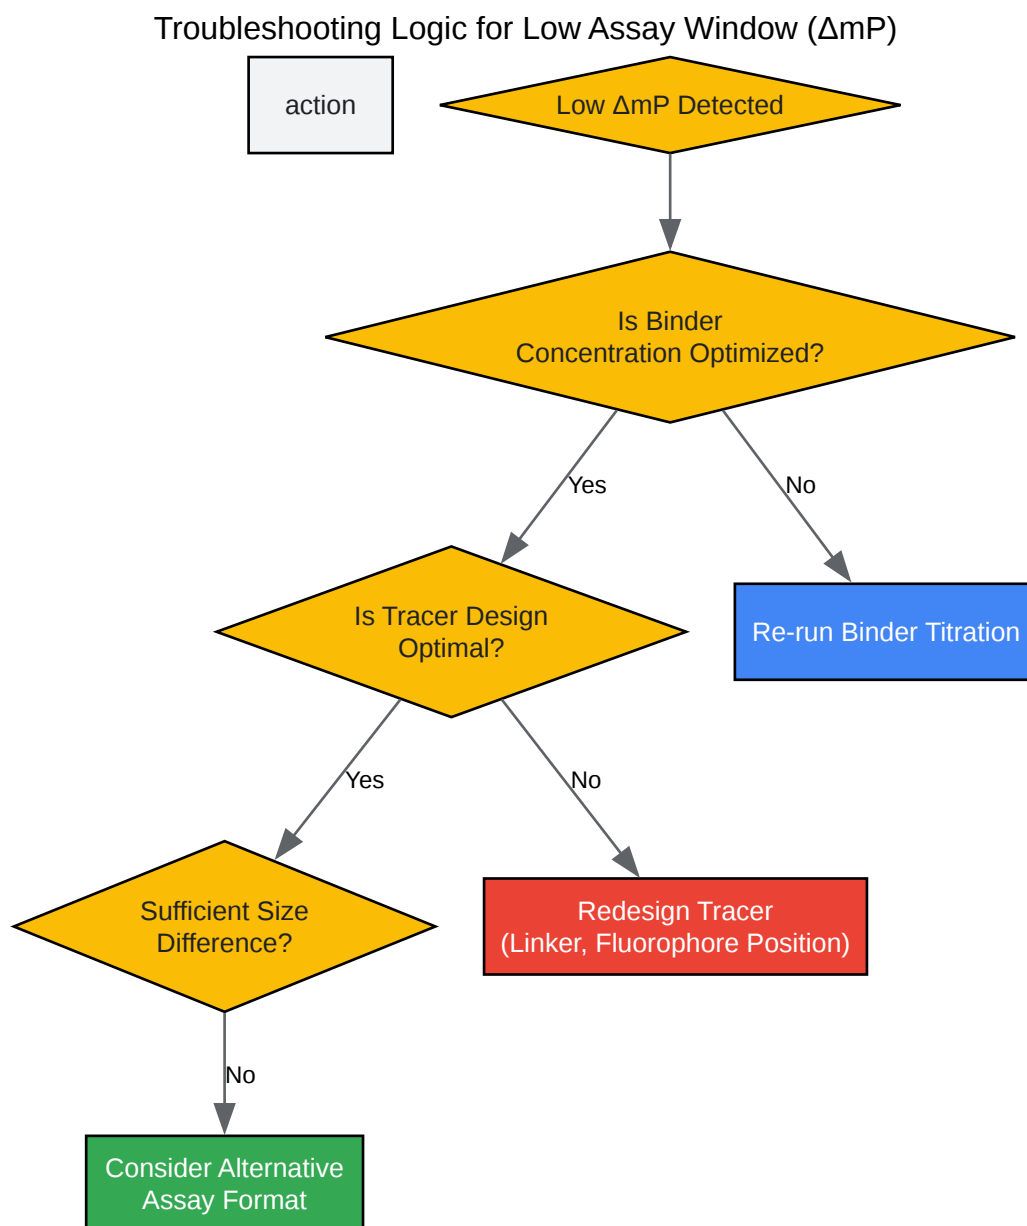 Troubleshooting Logic for Low Assay Window (ΔmP)
action
Low ΔmP Detected
Is Binder
Concentration Optimized?
Yes
No
Is Tracer Design
Optimal?
Re-run Binder Titration
Yes
No
Sufficient Size
Difference?
Redesign Tracer
(Linker, Fluorophore Position)
No
Consider Alternative
Assay Format